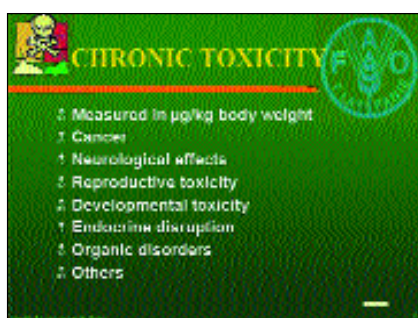 CHRONIC TOXICITY
FAO
Measured in µg/kg body weight
Cancer
Neurological effects
Reproductive toxicity
Developmental toxicity
Endocrine disruption
Organic disorders
Others